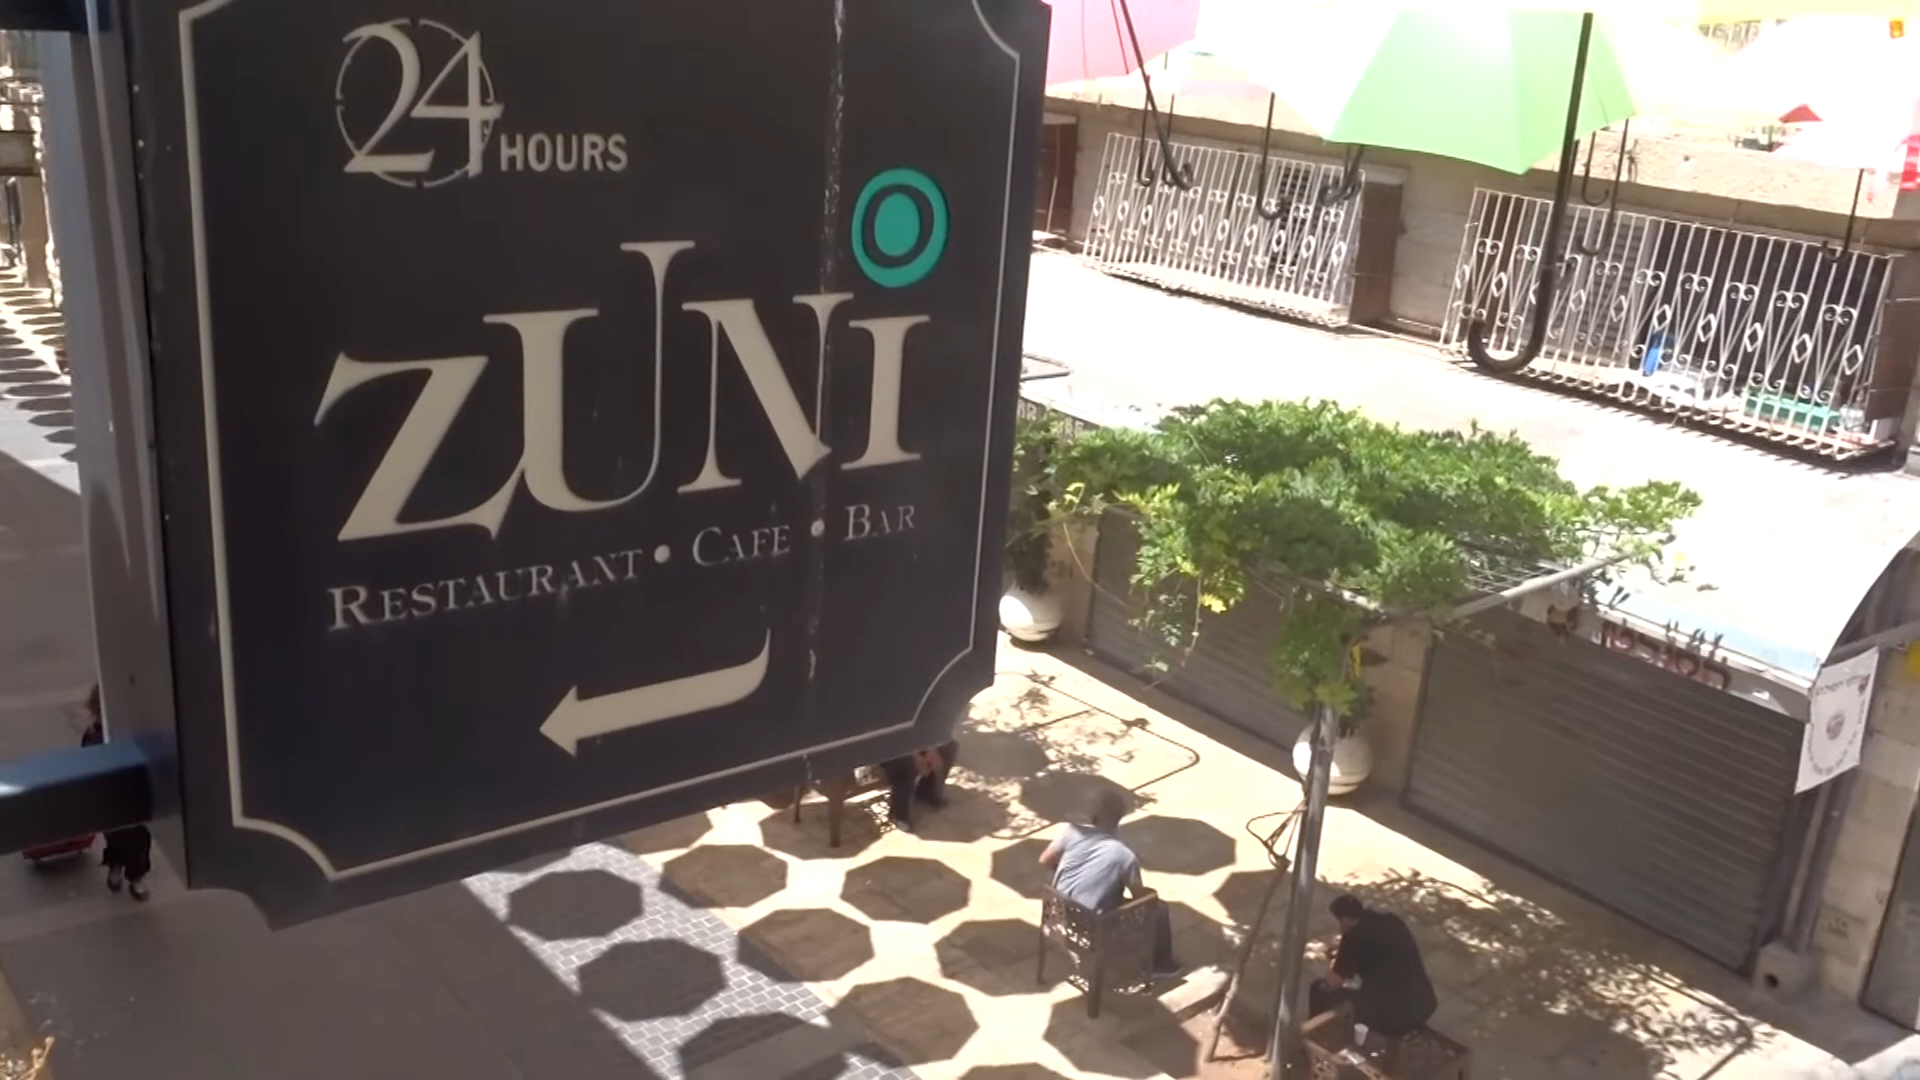 24 HOURS
ZUNI
RESTAURANT • CAFE • BAR